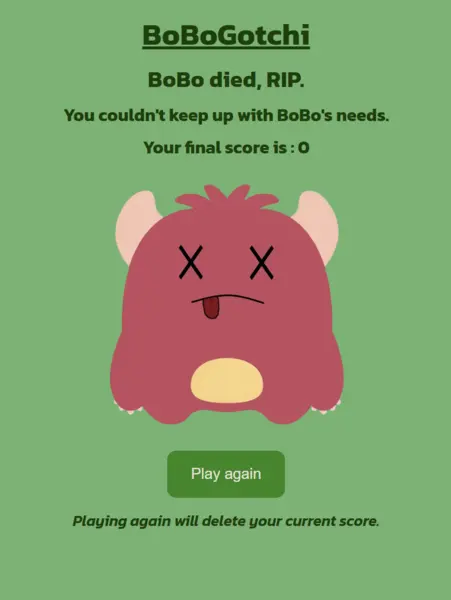 BoBoGotchi
BoBo died, RIP.
You couldn't keep up with BoBo's needs.
Your final score is : 0
Play again
Playing again will delete your current score.